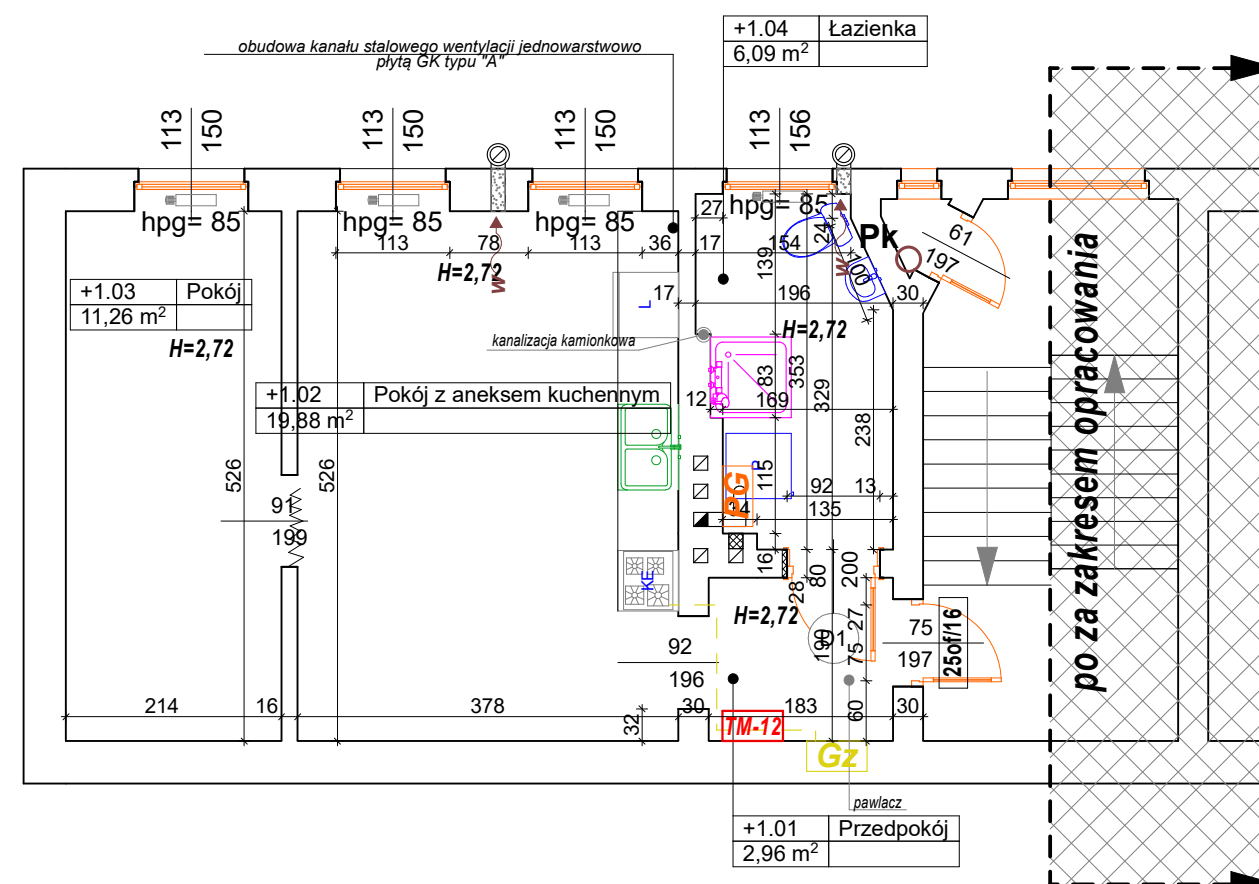 +1.04 Łazienka
6,09 m²
obudowa kanału stalowego wentylacji jednowarstwowo
płytą GK typu "A"
113 150
113 150
113 150
113 156
hpg= 85
hpg= 85
hpg= 85
hpg= 85
113 78 113 36 17 154
27
24
139
Pk
61
197
H=2,72
W
W
100
+1.03 Pokój
11,26 m²
H=2,72
17 196 30
H=2,72
L
kanalizacja kamionkowa
+1.02 Pokój z aneksem kuchennym
19,88 m²
12 169
83
353
329
238
526
526
91
199
PG
115
92 13
135
16
KE
28
80
200
H=2,72
190
75
27
75
197
25of/16
92
196
214 16 378 30 183 30
32
60
TM-12
Gz
pawlacz
+1.01 Przedpokój
2,96 m²
po za zakresem opracowania